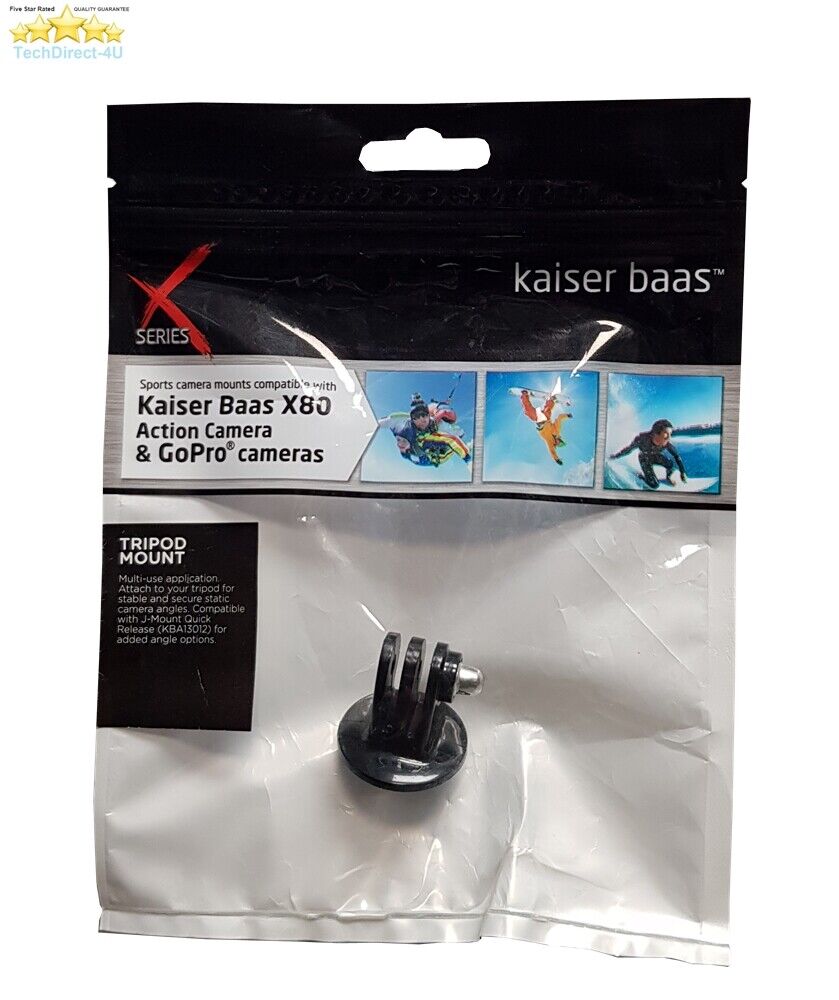 Five Star Rated QUALITY GUARANTEE
TechDirect-4U
X
SERIES
kaiser baas™
Sports camera mounts compatible with
Kaiser Baas X80
Action Camera
& GoPro® cameras
TRIPOD
MOUNT
Multi-use application.
Attach to your tripod for
stable and secure static
camera angles. Compatible
with J-Mount Quick
Release (KBA13012) for
added angle options.